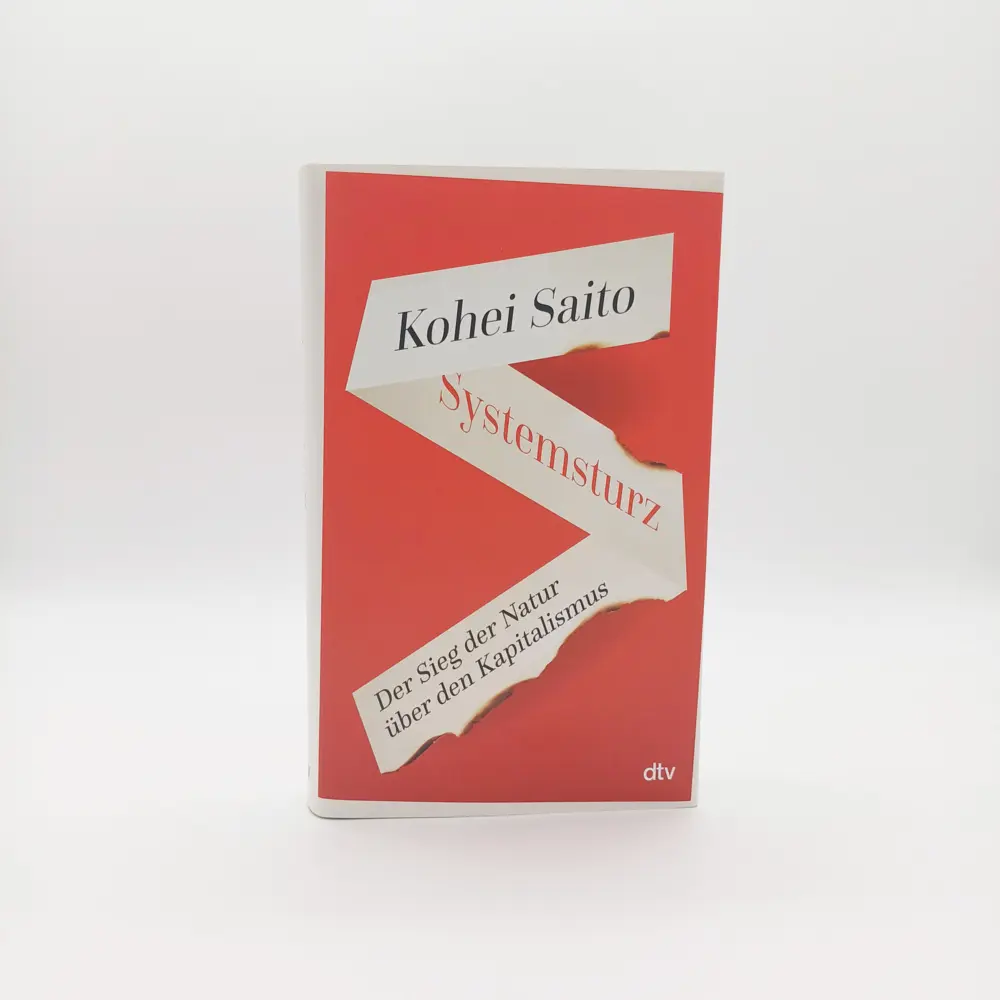 Kohei Saito
Systemsturz
Der Sieg der Natur
über den Kapitalismus
dtv